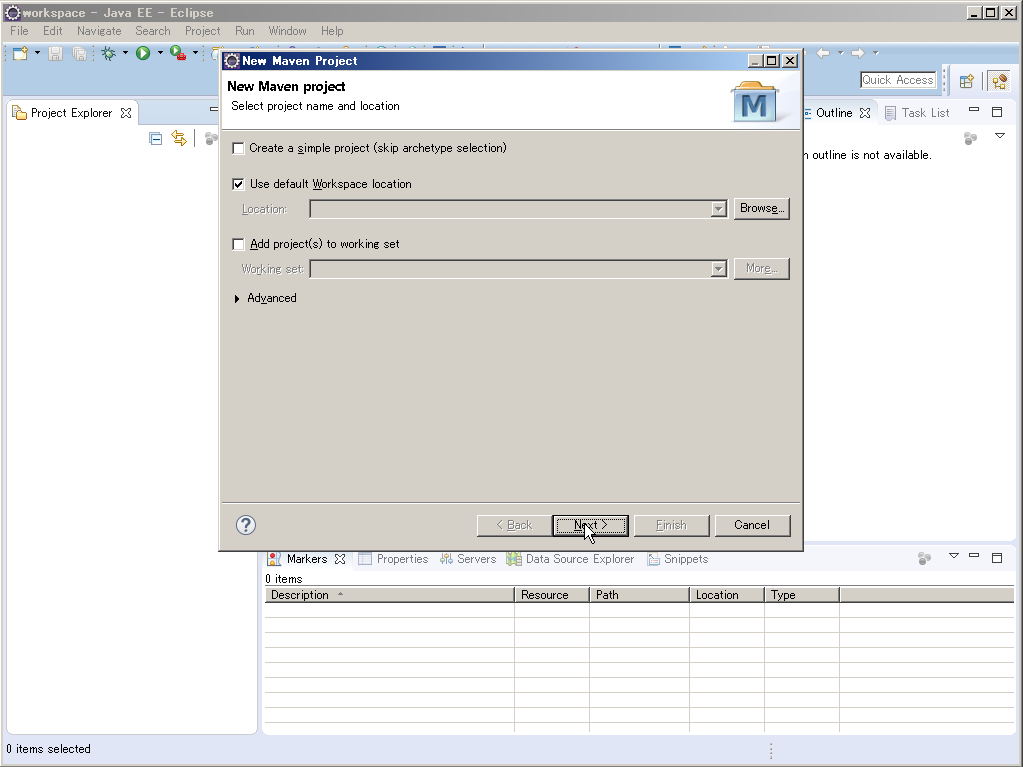 workspace - Java EE - Eclipse
File Edit Navigate Search Project Run Window Help
Quick Access
Project Explorer
Outline
Task List
n outline is not available.
New Maven Project
New Maven project
Select project name and location
M
Create a simple project (skip archetype selection)
Use default Workspace location
Location:
Browse...
Add project(s) to working set
Working set:
More...
Advanced
?
< Back
Next >
Finish
Cancel
Markers
Properties
Servers
Data Source Explorer
Snippets
0 items
Description Resource Path Location Type
0 items selected